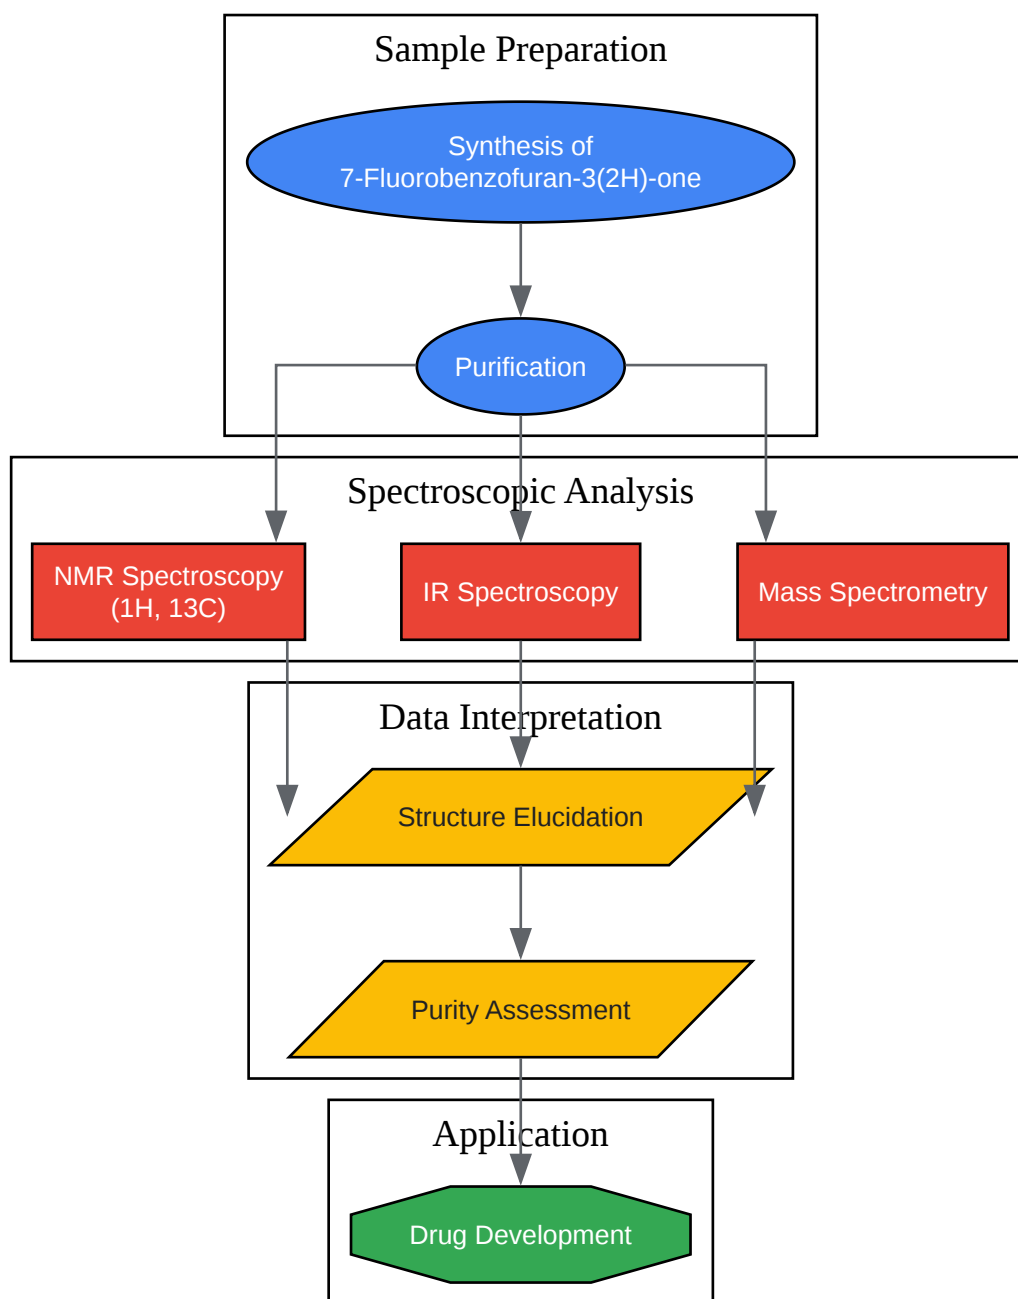 Sample Preparation
Synthesis of
7-Fluorobenzofuran-3(2H)-one
Purification
Spectroscopic Analysis
NMR Spectroscopy
(1H, 13C)
IR Spectroscopy
Mass Spectrometry
Data Interpretation
Structure Elucidation
Purity Assessment
Application
Drug Development